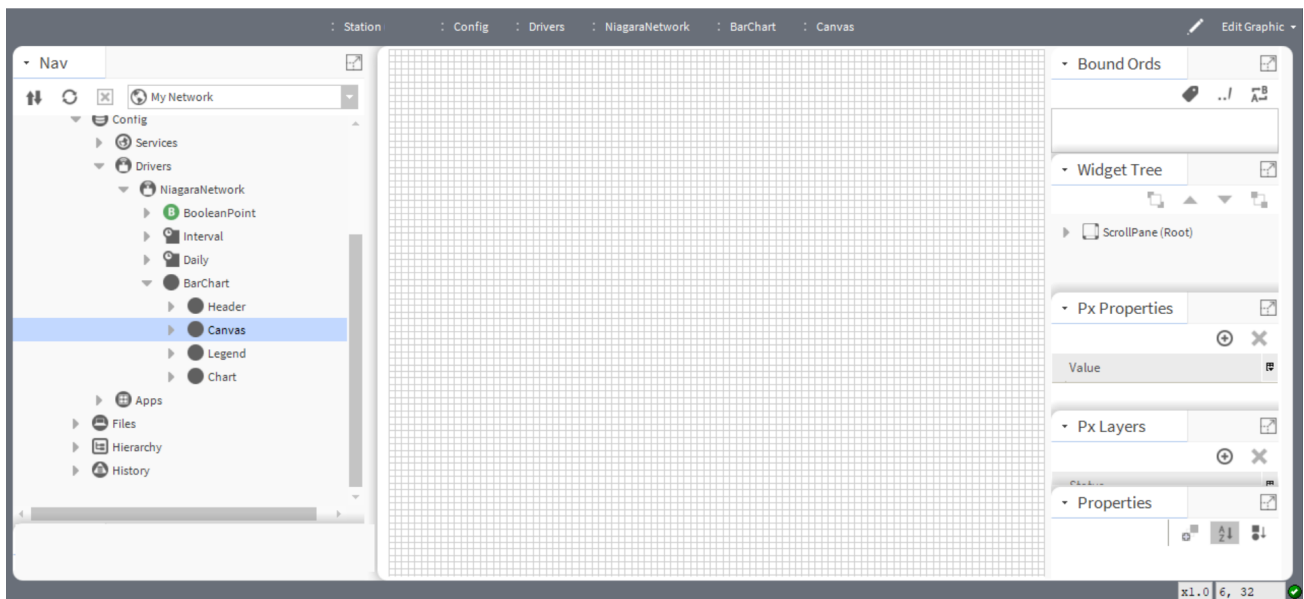 : Station : Config : Drivers : NiagaraNetwork : BarChart : Canvas Edit Graphic
Nav
My Network
Config
Services
Drivers
NiagaraNetwork
B BooleanPoint
Interval
Daily
BarChart
Header
Canvas
Legend
Chart
Apps
Files
Hierarchy
History
Bound Ords
../ B A
Widget Tree
ScrollPane (Root)
Px Properties
Value
Px Layers
Status
Properties
A Z
x1.0 6, 32